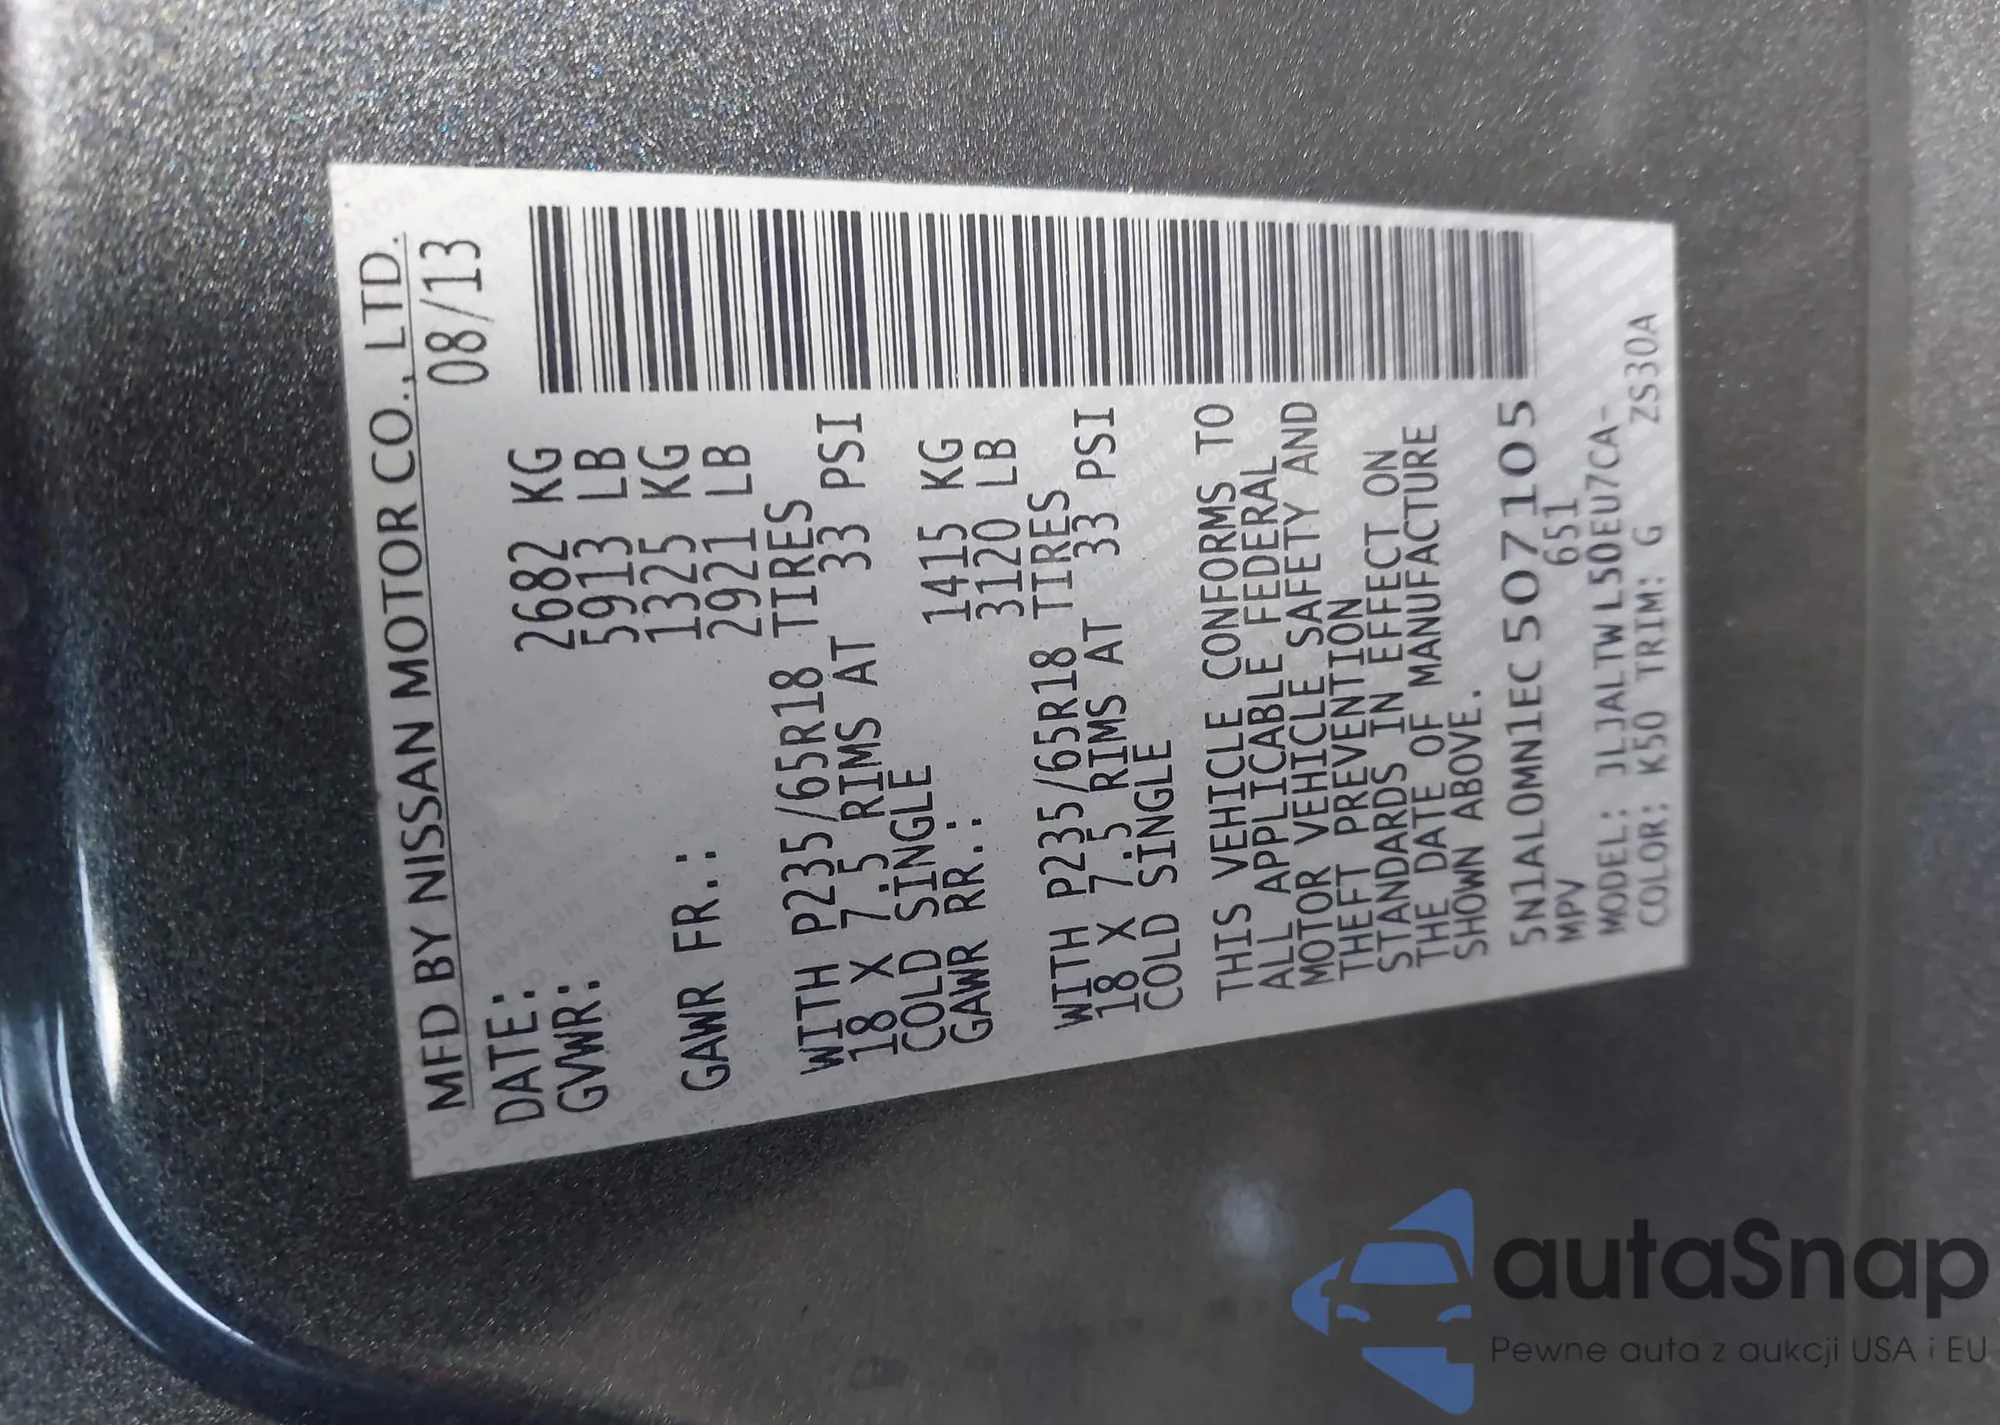 MFD BY NISSAN MOTOR CO., LTD.
DATE: 08/13
GVWR: 2682 KG
5913 LB
GAWR FR.: 1325 KG
2921 LB
WITH P235/65R18 TIRES
18 X 7.5 RIMS AT 33 PSI
COLD SINGLE
GAWR RR.: 1415 KG
3120 LB
WITH P235/65R18 TIRES
18 X 7.5 RIMS AT 33 PSI
COLD SINGLE
THIS VEHICLE CONFORMS TO
ALL APPLICABLE FEDERAL
MOTOR VEHICLE SAFETY AND
THEFT PREVENTION
STANDARDS IN EFFECT ON
THE DATE OF MANUFACTURE
SHOWN ABOVE.
5N1AL0MN1EC507105
MPV 651
MODEL: JLJALTWL50EU7CA-
COLOR: K50 TRIM: G ZS30A
autaSnap
Pewne auta z aukcji USA i EU